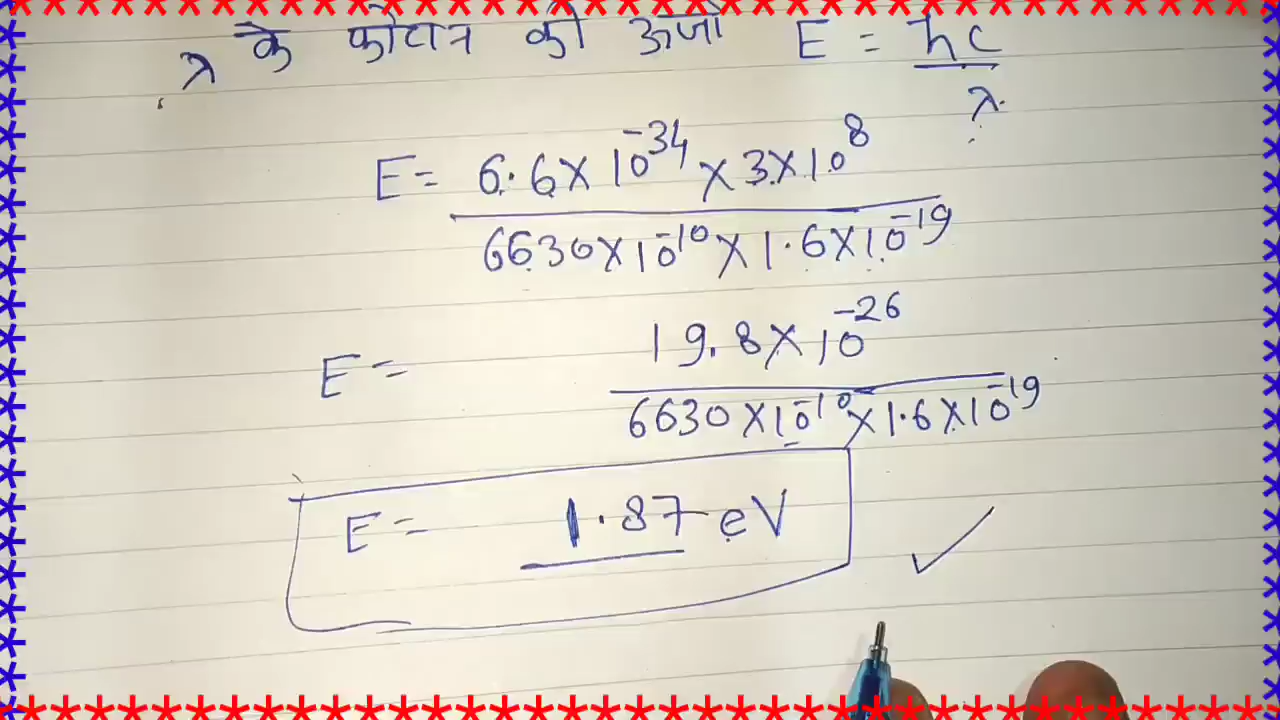 λ के फोटान की ऊर्जा E = hc
λ
E = 6.6 × 10⁻³⁴ × 3 × 10⁸
6630 × 10⁻¹⁰ × 1.6 × 10⁻¹⁹
E = 19.8 × 10⁻²⁶
6630 × 10⁻¹⁰ × 1.6 × 10⁻¹⁹
E = 1.87 eV